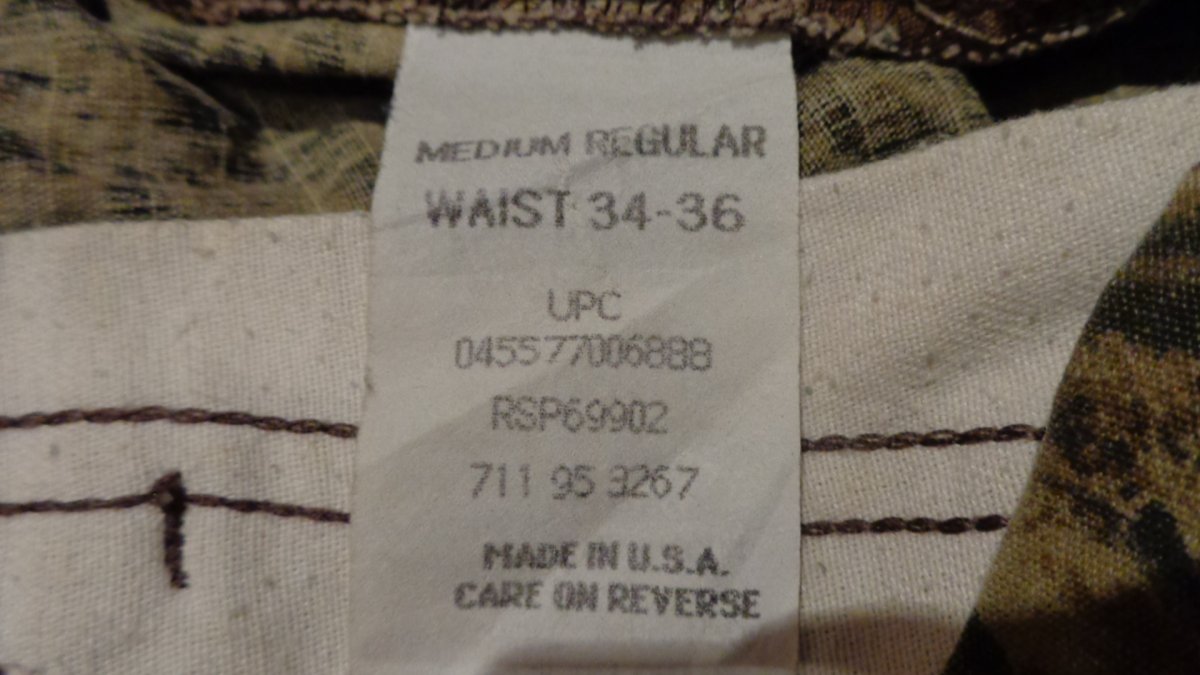 MEDIUM REGULAR
WAIST 34-36
UPC
045577006888
RSP69902
711 95 3267
MADE IN U.S.A.
CARE ON REVERSE